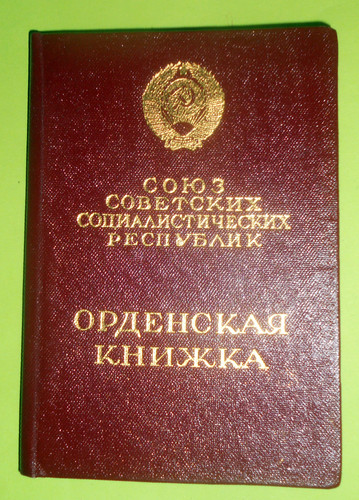 СОЮЗ
СОВЕТСКИХ
СОЦИАЛИСТИЧЕСКИХ
РЕСПУБЛИК
ОРДЕНСКАЯ
КНИЖКА